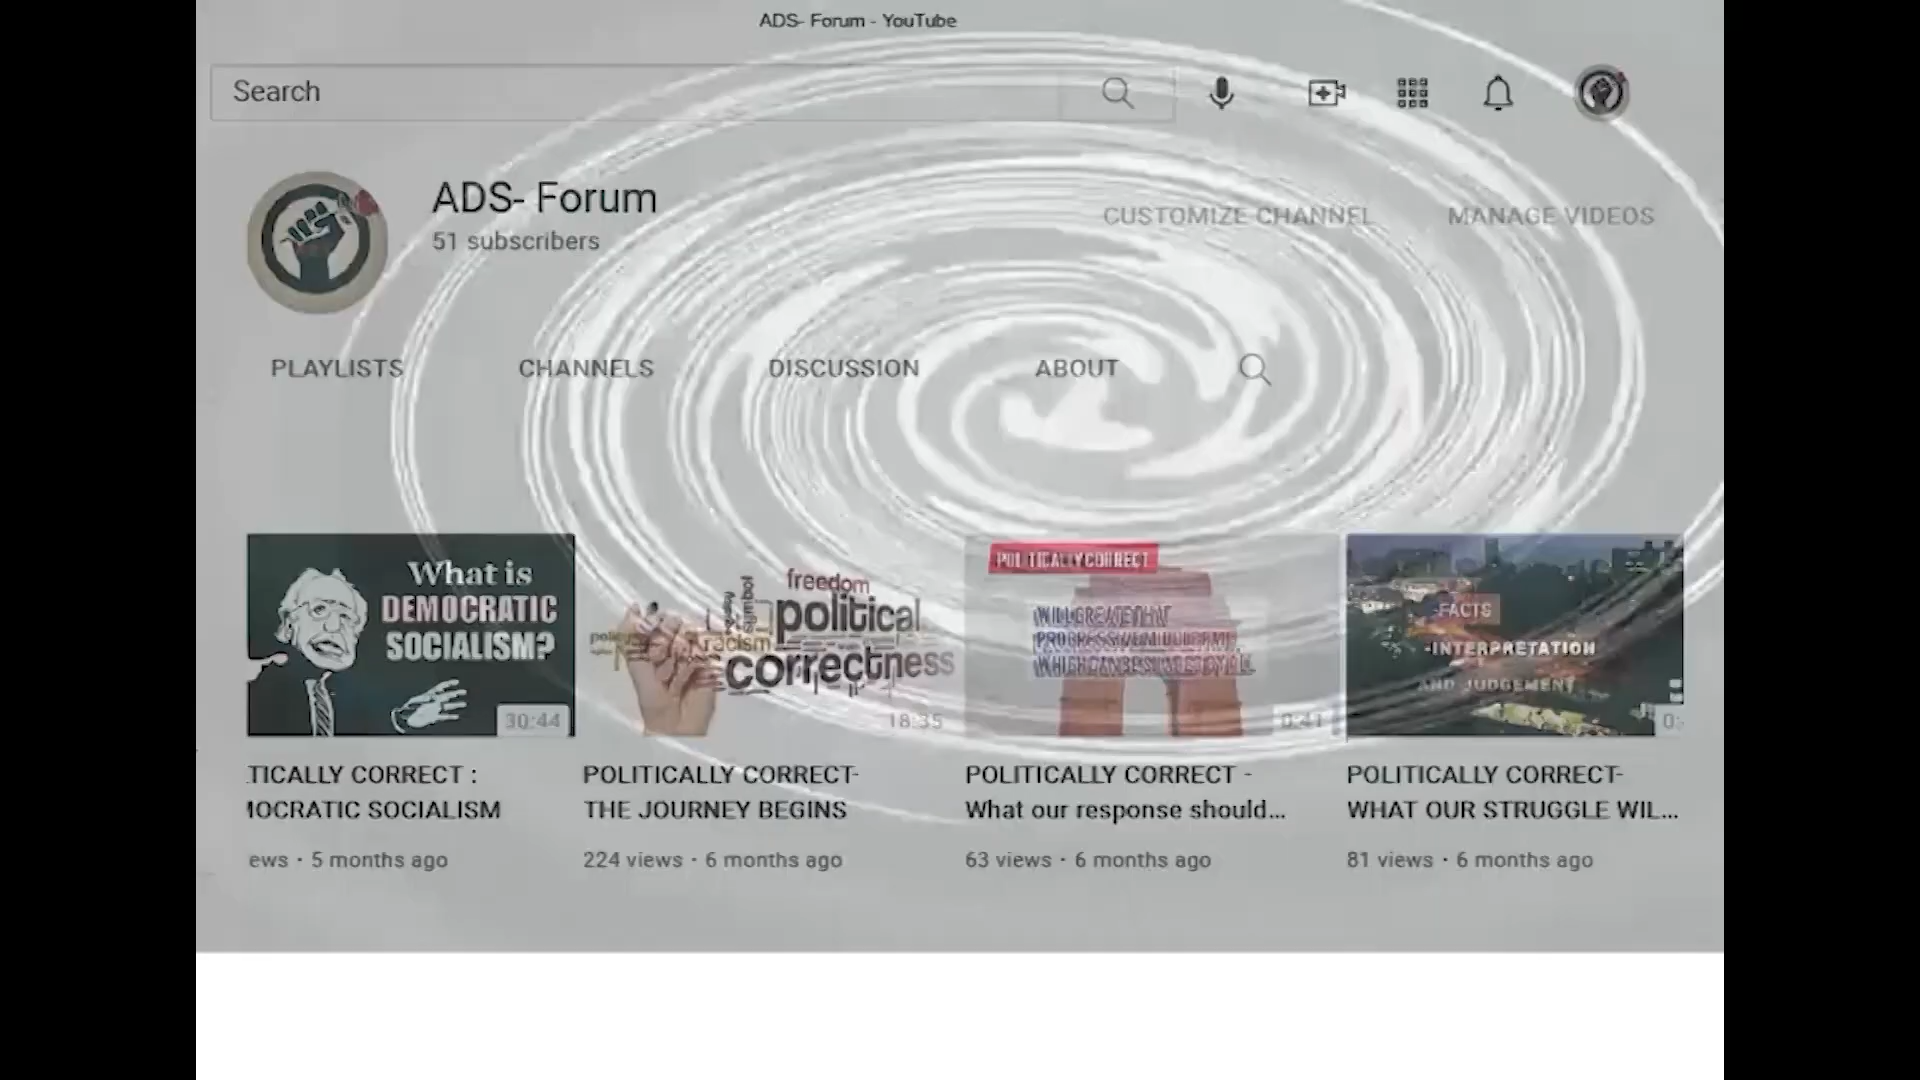 ADS- Forum - YouTube
Search
ADS- Forum
51 subscribers
CUSTOMIZE CHANNEL
MANAGE VIDEOS
PLAYLISTS
CHANNELS
DISCUSSION
ABOUT
What is
DEMOCRATIC
SOCIALISM?
30:44
freedom
political
racism
correctness
18:35
POLITICALLY CORRECT
0:41
-FACTS
-INTERPRETATION
AND JUDGEMENT
TICALLY CORRECT :
IOCRATIC SOCIALISM
ews • 5 months ago
POLITICALLY CORRECT-
THE JOURNEY BEGINS
224 views • 6 months ago
POLITICALLY CORRECT -
What our response should...
63 views • 6 months ago
POLITICALLY CORRECT-
WHAT OUR STRUGGLE WIL...
81 views • 6 months ago